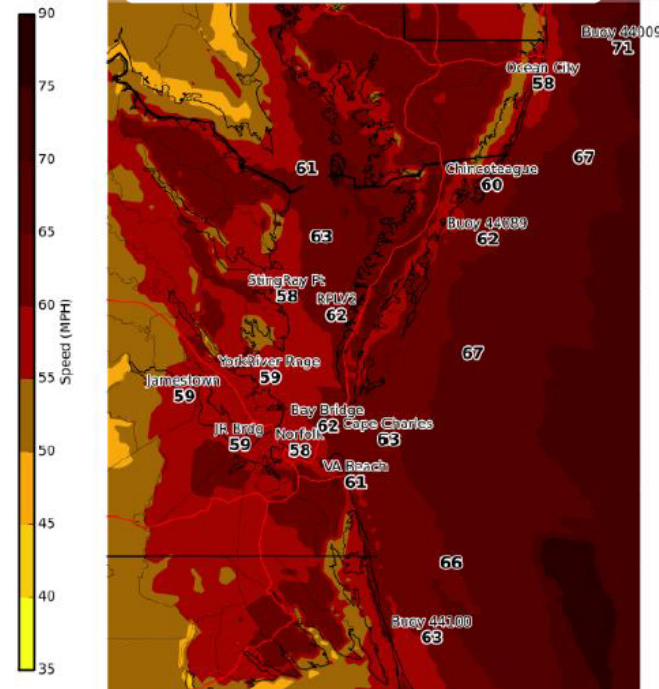 90
75
70
65
60
55
50
45
40
35
Speed (MPH)
Buoy 44009
71
Ocean City
58
67
61
Chincoteague
60
63
Buoy 44089
62
StingRay Pt
58
RPLV2
62
67
YorkRiver Rnge
59
Jamestown
59
Bay Bridge
62
Cape Charles
63
JR Brdg
59
Norfolk
58
VA Beach
61
66
Buoy 44100
63